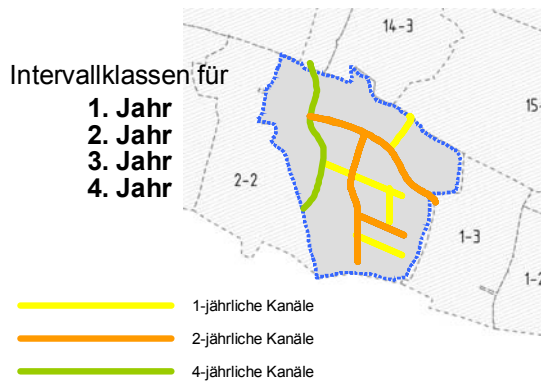 14-3
Intervallklassen für
1. Jahr
2. Jahr
3. Jahr
4. Jahr
15-
2-2
1-3
1-2
1-jährliche Kanäle
2-jährliche Kanäle
4-jährliche Kanäle